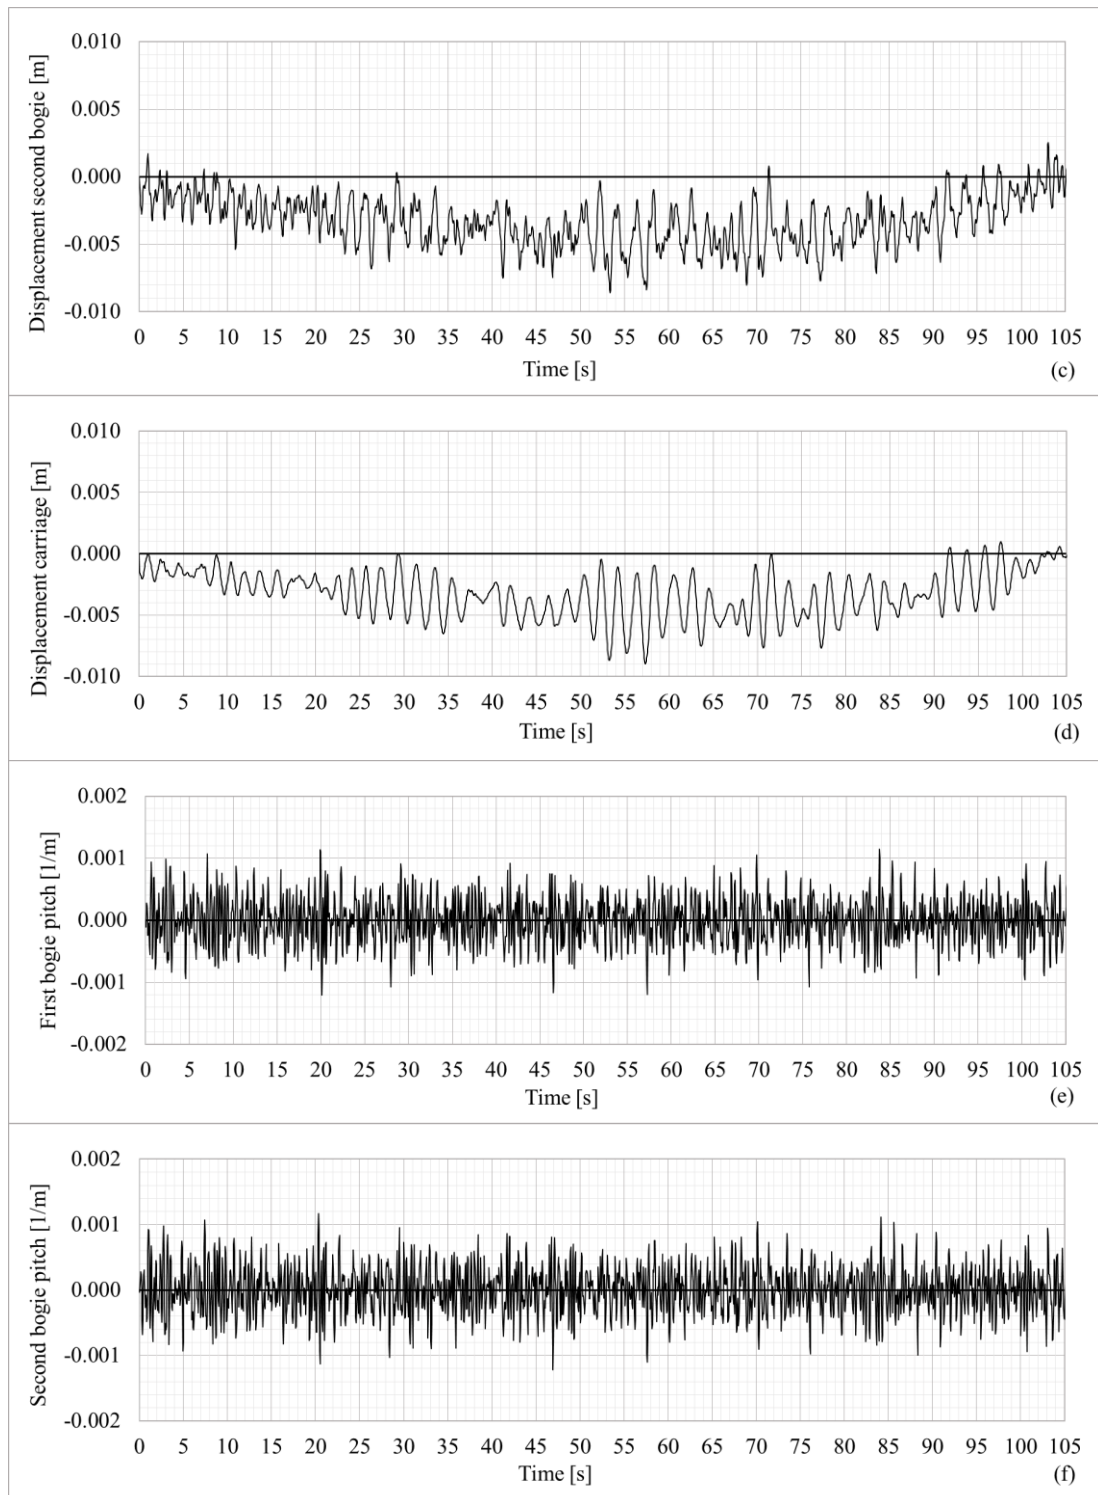 Displacement second bogie [m]
0.010
0.005
0.000
-0.005
-0.010
0 5 10 15 20 25 30 35 40 45 50 55 60 65 70 75 80 85 90 95 100 105
Time [s]
(c)
Displacement carriage [m]
0.010
0.005
0.000
-0.005
-0.010
0 5 10 15 20 25 30 35 40 45 50 55 60 65 70 75 80 85 90 95 100 105
Time [s]
(d)
First bogie pitch [1/m]
0.002
0.001
0.000
-0.001
-0.002
0 5 10 15 20 25 30 35 40 45 50 55 60 65 70 75 80 85 90 95 100 105
Time [s]
(e)
Second bogie pitch [1/m]
0.002
0.001
0.000
-0.001
-0.002
0 5 10 15 20 25 30 35 40 45 50 55 60 65 70 75 80 85 90 95 100 105
Time [s]
(f)